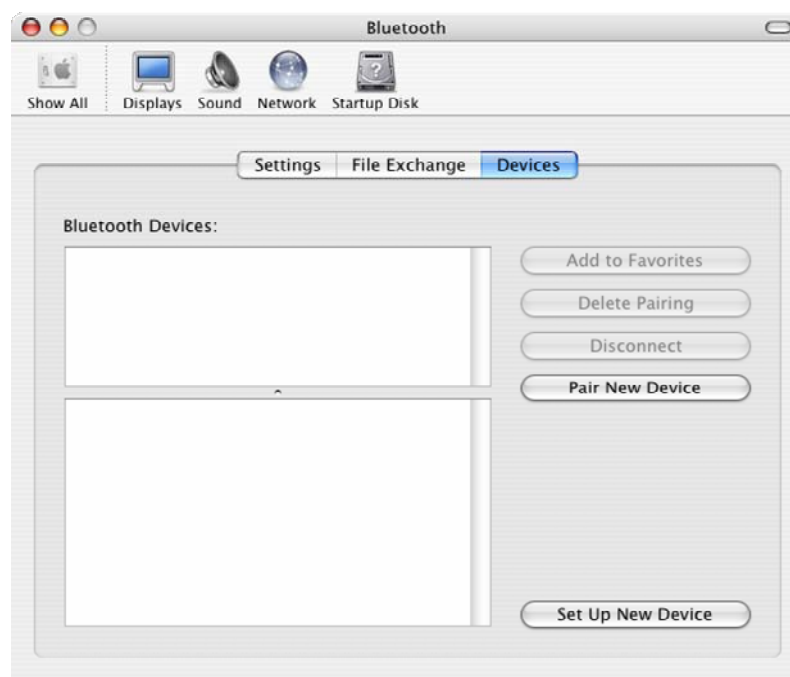 Bluetooth
Show All Displays Sound Network Startup Disk
Settings File Exchange Devices
Bluetooth Devices:
Add to Favorites
Delete Pairing
Disconnect
Pair New Device
Set Up New Device